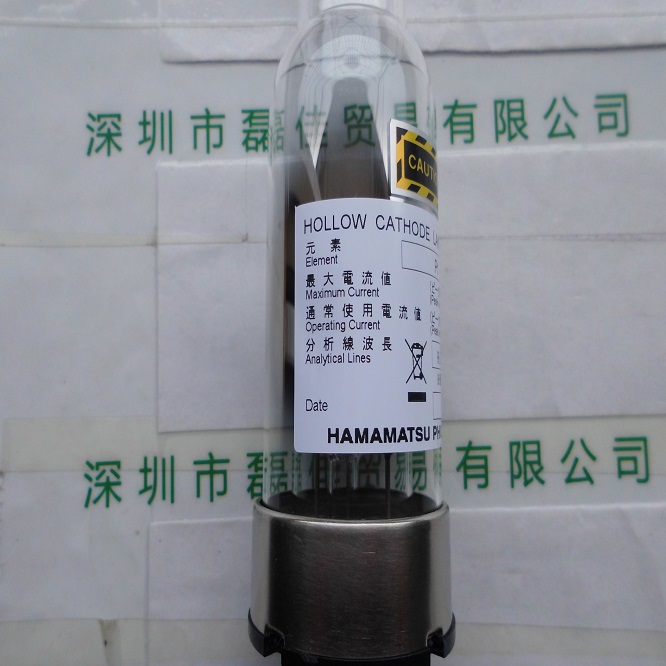 深圳市磊佳贸易有限公司
HOLLOW CATHODE
元素
Element
最大電流値
Maximum Current
通常使用電流値
Operating Current
分析線波長
Analytical Lines
Date
HAMAMATSU
深圳市磊佳贸易有限公司